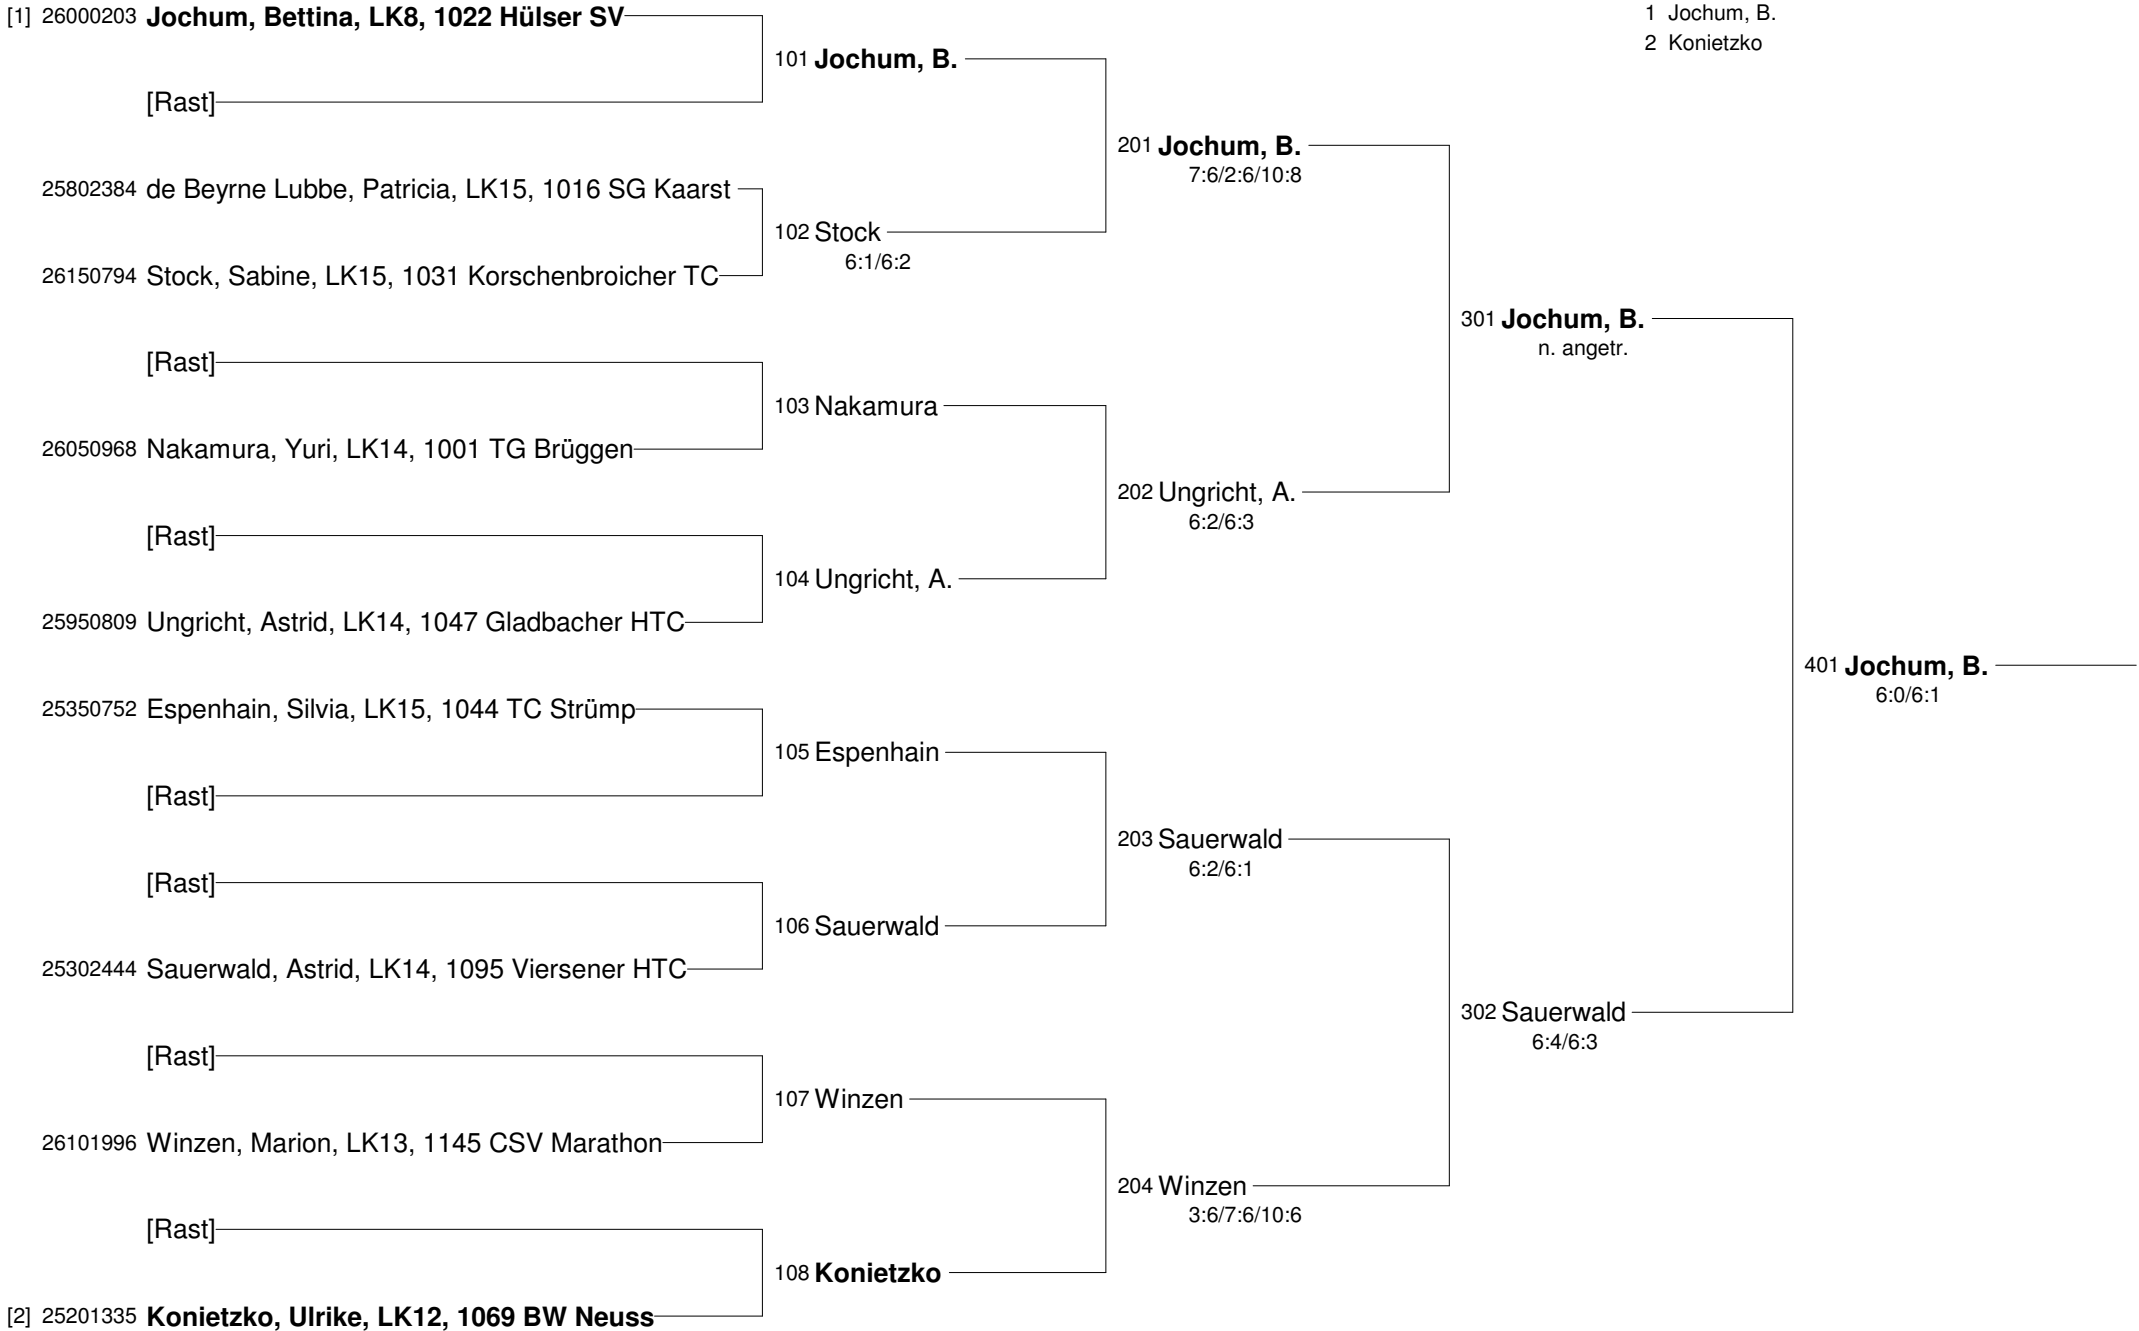 [1] 26000203 Jochum, Bettina, LK8, 1022 Hülser SV
1 Jochum, B.
2 Konietzko
101 Jochum, B.
[Rast]
201 Jochum, B.
7:6/2:6/10:8
25802384 de Beyrne Lubbe, Patricia, LK15, 1016 SG Kaarst
102 Stock
6:1/6:2
26150794 Stock, Sabine, LK15, 1031 Korschenbroicher TC
301 Jochum, B.
n. angetr.
[Rast]
103 Nakamura
26050968 Nakamura, Yuri, LK14, 1001 TG Brüggen
202 Ungricht, A.
6:2/6:3
[Rast]
104 Ungricht, A.
25950809 Ungricht, Astrid, LK14, 1047 Gladbacher HTC
401 Jochum, B.
6:0/6:1
25350752 Espenhain, Silvia, LK15, 1044 TC Strümp
105 Espenhain
[Rast]
203 Sauerwald
6:2/6:1
[Rast]
106 Sauerwald
25302444 Sauerwald, Astrid, LK14, 1095 Viersener HTC
302 Sauerwald
6:4/6:3
[Rast]
107 Winzen
26101996 Winzen, Marion, LK13, 1145 CSV Marathon
204 Winzen
3:6/7:6/10:6
[Rast]
108 Konietzko
[2] 25201335 Konietzko, Ulrike, LK12, 1069 BW Neuss